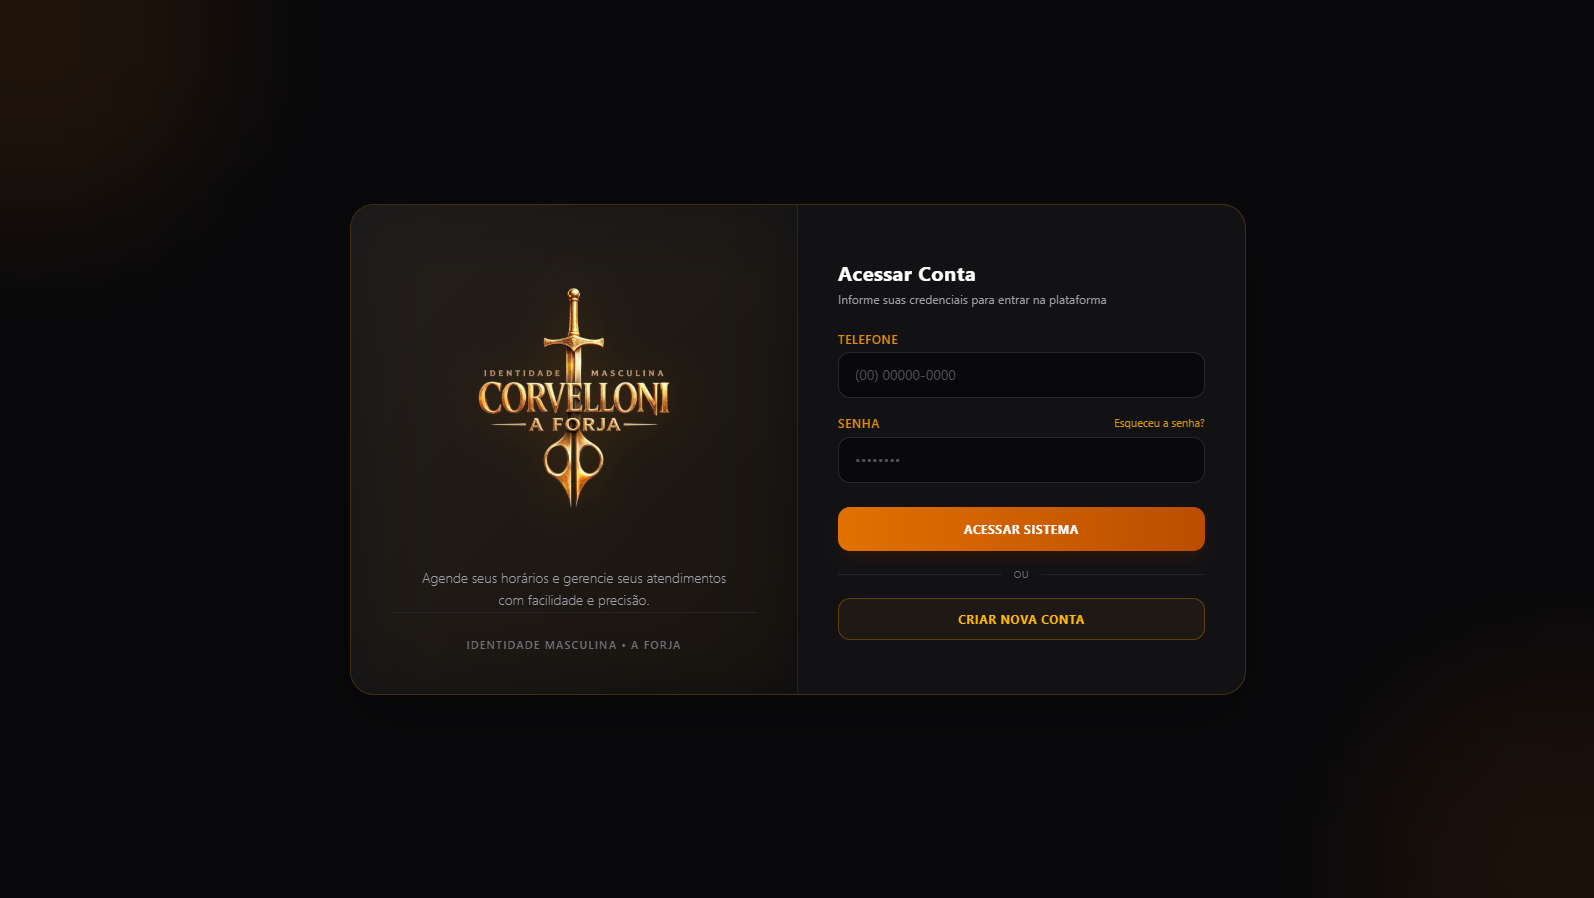 IDENTIDADE MASCULINA
CORVELLONI
A FORJA
Agende seus horários e gerencie seus atendimentos
com facilidade e precisão.
IDENTIDADE MASCULINA • A FORJA
Acessar Conta
Informe suas credenciais para entrar na plataforma
TELEFONE
(00) 00000-0000
SENHA
Esqueceu a senha?
••••••••
ACESSAR SISTEMA
OU
CRIAR NOVA CONTA